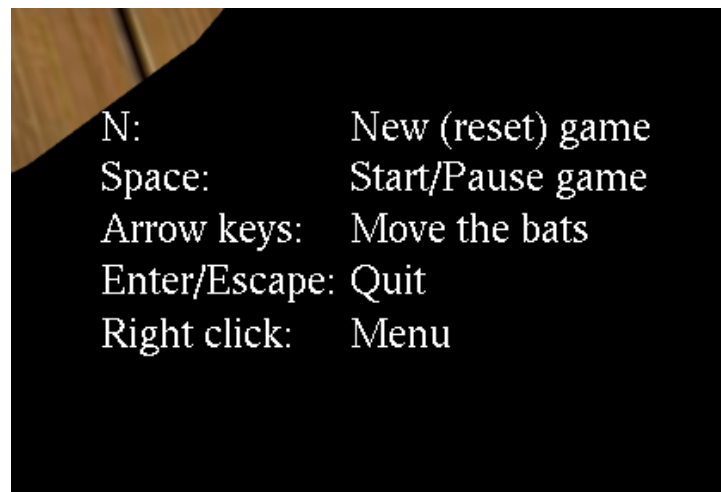 N: New (reset) game
Space: Start/Pause game
Arrow keys: Move the bats
Enter/Escape: Quit
Right click: Menu